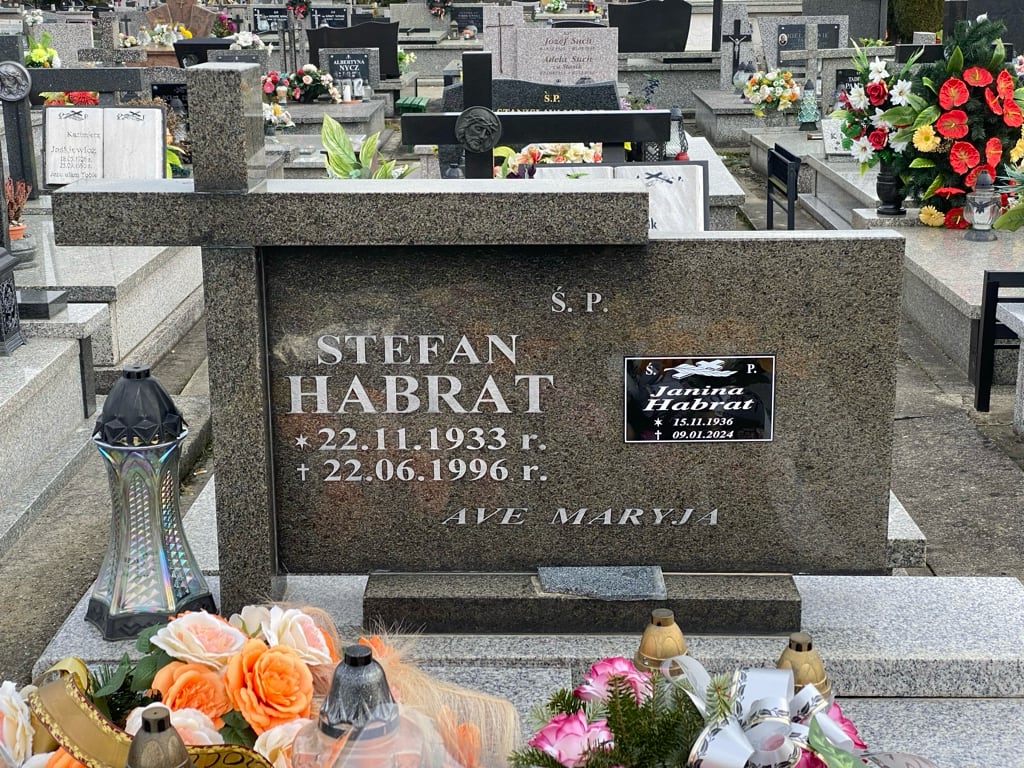 Józef Such
Adela Such
ALBERTYNA
NYCZ
Ś.P.
Kazimierz
Ś. P.
STEFAN
HABRAT
✶ 22.11.1933 r.
† 22.06.1996 r.
Ś. P.
Janina
Habrat
✶ 15.11.1936
† 09.01.2024
AVE MARYJA